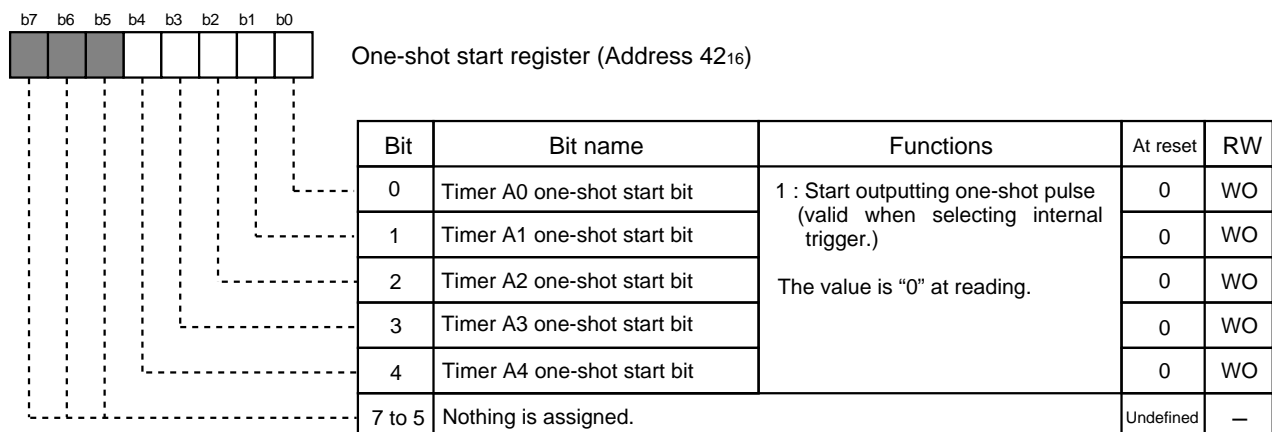 b7 b6 b5 b4 b3 b2 b1 b0
One-shot start register (Address 42₁₆)
Bit Bit name Functions At reset RW
0 Timer A0 one-shot start bit 1 : Start outputting one-shot pulse 0 WO
(valid when selecting internal
1 Timer A1 one-shot start bit trigger.) 0 WO
2 Timer A2 one-shot start bit The value is “0” at reading. 0 WO
3 Timer A3 one-shot start bit 0 WO
4 Timer A4 one-shot start bit 0 WO
7 to 5 Nothing is assigned. Undefined –